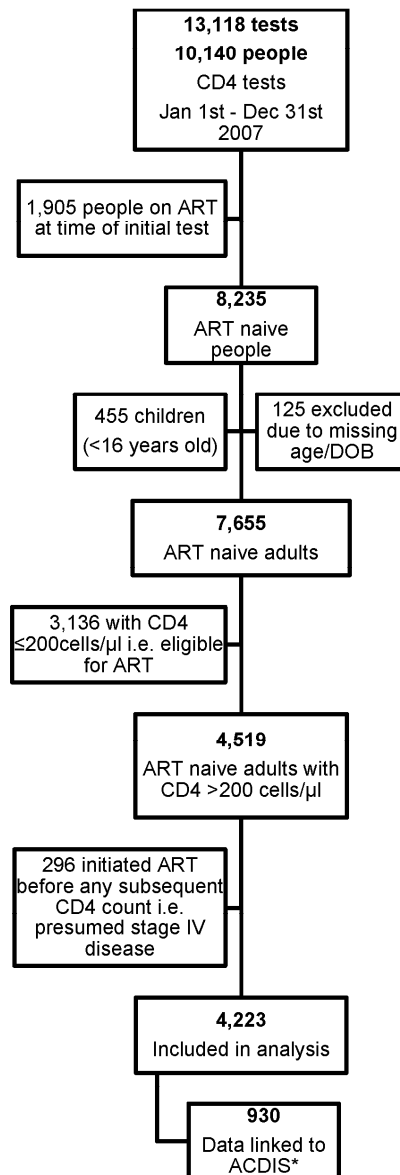 13,118 tests
10,140 people
CD4 tests
Jan 1st - Dec 31st
2007
1,905 people on ART
at time of initial test
8,235
ART naive
people
455 children
(<16 years old)
125 excluded
due to missing
age/DOB
7,655
ART naive adults
3,136 with CD4
≤200cells/µl i.e. eligible
for ART
4,519
ART naive adults with
CD4 >200 cells/µl
296 initiated ART
before any subsequent
CD4 count i.e.
presumed stage IV
disease
4,223
Included in analysis
930
Data linked to
ACDIS*